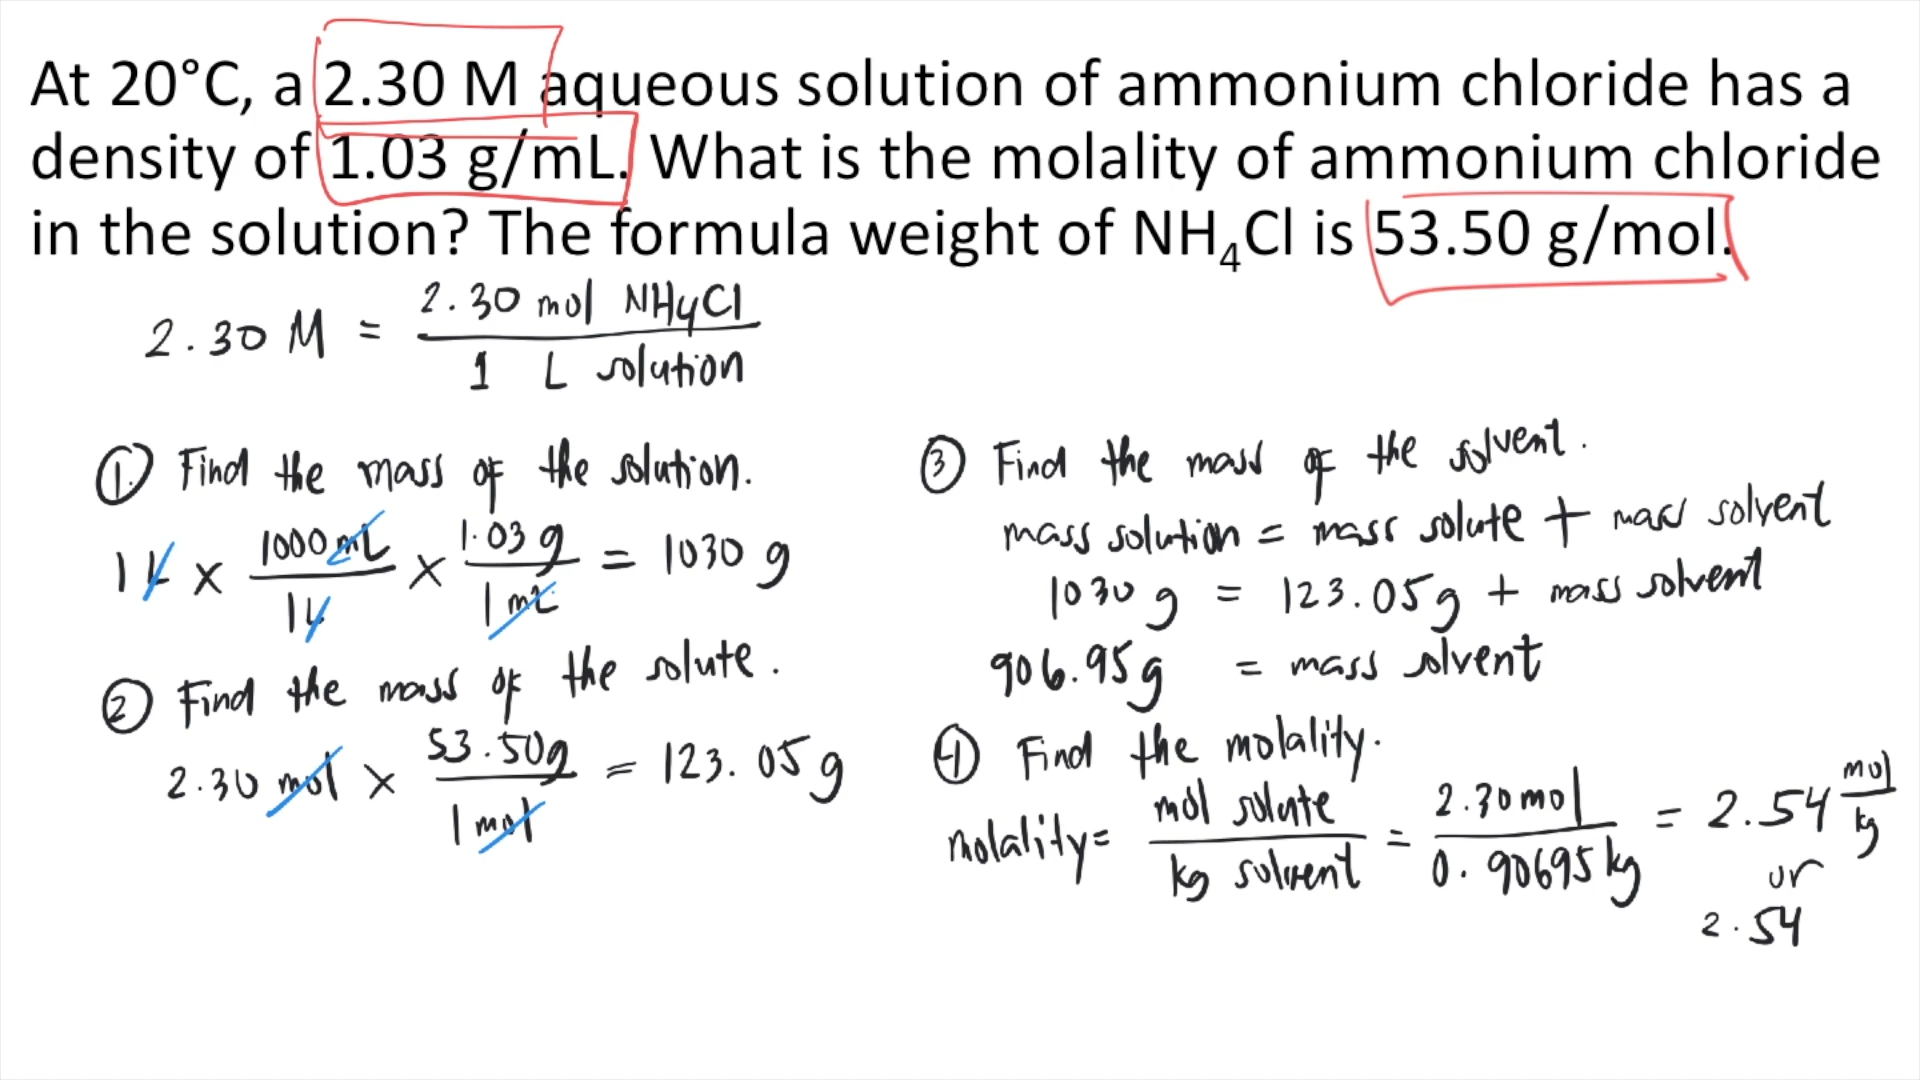 At 20°C, a 2.30 M aqueous solution of ammonium chloride has a
density of 1.03 g/mL. What is the molality of ammonium chloride
in the solution? The formula weight of NH₄Cl is 53.50 g/mol.
2.30 M = 2.30 mol NH4Cl / 1 L solution
① Find the mass of the solution.
1 L × 1000 mL / 1 L × 1.03 g / 1 mL = 1030 g
② Find the mass of the solute.
2.30 mol × 53.50g / 1 mol = 123.05 g
③ Find the mass of the solvent.
mass solution = mass solute + mass solvent
1030 g = 123.05g + mass solvent
906.95g = mass solvent
④ Find the molality.
molality = mol solute / kg solvent = 2.30 mol / 0.90695 kg = 2.54 mol / kg
or
2.54